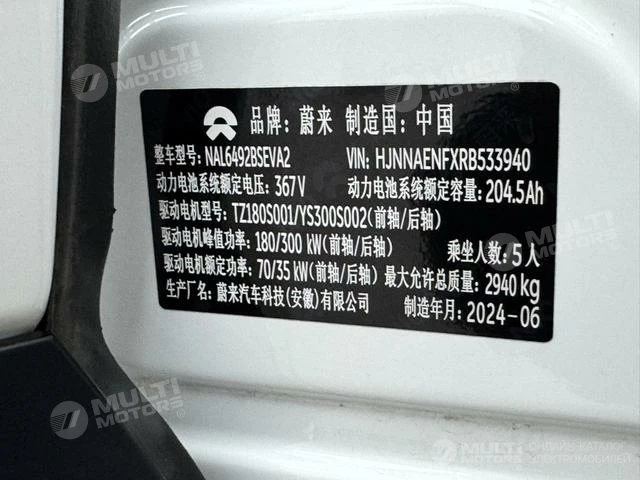 MULTI MOTORS
MULTI MOTORS
品牌: 蔚来 制造国: 中国
整车型号: NAL6492BSEVA2 VIN: HJNNAENFXRB533940
动力电池系统额定电压: 367V 动力电池系统额定容量: 204.5Ah
驱动电机型号: TZ180S001/YS300S002(前轴/后轴)
驱动电机峰值功率: 180/300 kW(前轴/后轴) 乘坐人数: 5人
驱动电机额定功率: 70/35 kW(前轴/后轴) 最大允许总质量: 2940 kg
生产厂名: 蔚来汽车科技(安徽)有限公司 制造年月: 2024-06
MULTI MOTORS
MULTI MOTORS
ОНЛАЙН-КАТАЛОГ
ЭЛЕКТРОМОБИЛЕЙ